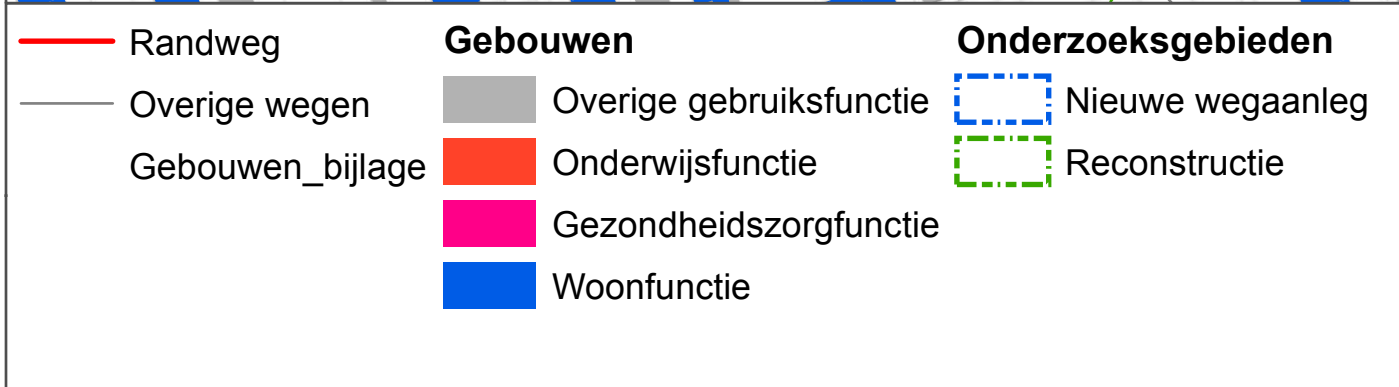 Randweg
Overige wegen
Gebouwen_bijlage
Gebouwen
Overige gebruiksfunctie
Onderwijsfunctie
Gezondheidszorgfunctie
Woonfunctie
Onderzoeksgebieden
Nieuwe wegaanleg
Reconstructie